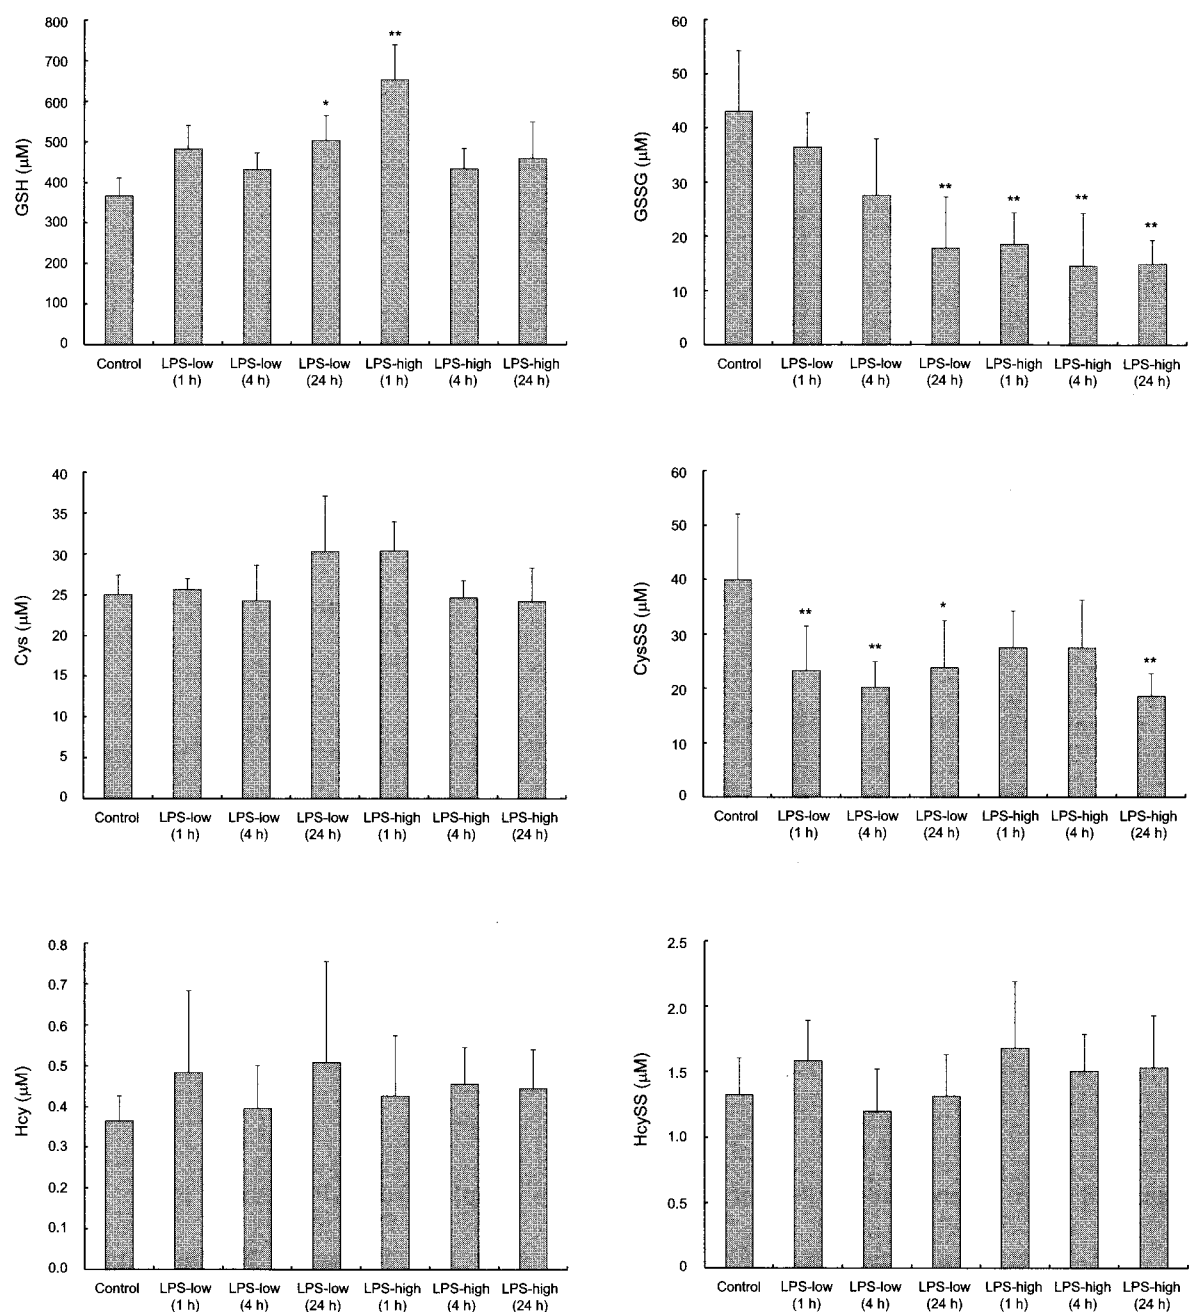 800
700
600
500
400
300
200
100
0
GSH (μM)
*
**
Control
LPS-low
(1 h)
LPS-low
(4 h)
LPS-low
(24 h)
LPS-high
(1 h)
LPS-high
(4 h)
LPS-high
(24 h)
60
50
40
30
20
10
0
GSSG (μM)
**
**
**
**
Control
LPS-low
(1 h)
LPS-low
(4 h)
LPS-low
(24 h)
LPS-high
(1 h)
LPS-high
(4 h)
LPS-high
(24 h)
40
35
30
25
20
15
10
5
0
Cys (μM)
Control
LPS-low
(1 h)
LPS-low
(4 h)
LPS-low
(24 h)
LPS-high
(1 h)
LPS-high
(4 h)
LPS-high
(24 h)
60
50
40
30
20
10
0
CysSS (μM)
**
**
*
**
Control
LPS-low
(1 h)
LPS-low
(4 h)
LPS-low
(24 h)
LPS-high
(1 h)
LPS-high
(4 h)
LPS-high
(24 h)
0.8
0.7
0.6
0.5
0.4
0.3
0.2
0.1
0.0
Hcy (μM)
Control
LPS-low
(1 h)
LPS-low
(4 h)
LPS-low
(24 h)
LPS-high
(1 h)
LPS-high
(4 h)
LPS-high
(24 h)
2.5
2.0
1.5
1.0
0.5
0
HcySS (μM)
Control
LPS-low
(1 h)
LPS-low
(4 h)
LPS-low
(24 h)
LPS-high
(1 h)
LPS-high
(4 h)
LPS-high
(24 h)